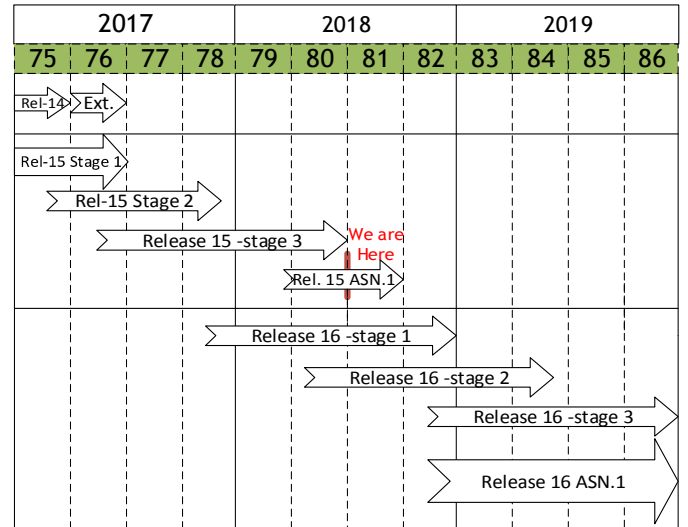 2017 2018 2019
75 76 77 78 79 80 81 82 83 84 85 86
Rel-14 Ext.
Rel-15 Stage 1
Rel-15 Stage 2
Release 15 -stage 3
We are
Here
Rel. 15 ASN.1
Release 16 -stage 1
Release 16 -stage 2
Release 16 -stage 3
Release 16 ASN.1